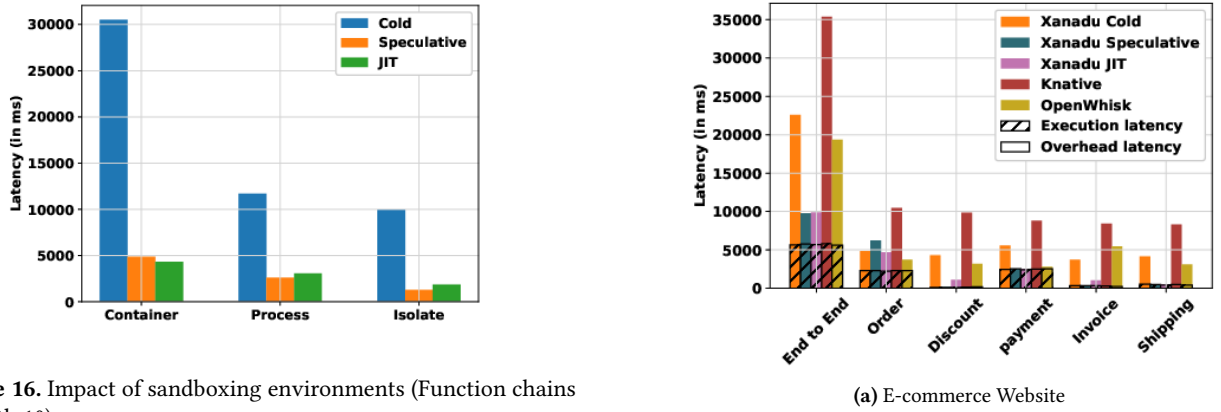 30000
25000
20000
15000
10000
5000
0
Latency (in ms)
Cold
Speculative
JIT
Container Process Isolate
16. Impact of sandboxing environments (Function chains
35000
30000
25000
20000
15000
10000
5000
0
Latency (in ms)
Xanadu Cold
Xanadu Speculative
Xanadu JIT
Knative
OpenWhisk
Execution latency
Overhead latency
End to End
Order
Discount
payment
Invoice
Shipping
(a) E-commerce Website